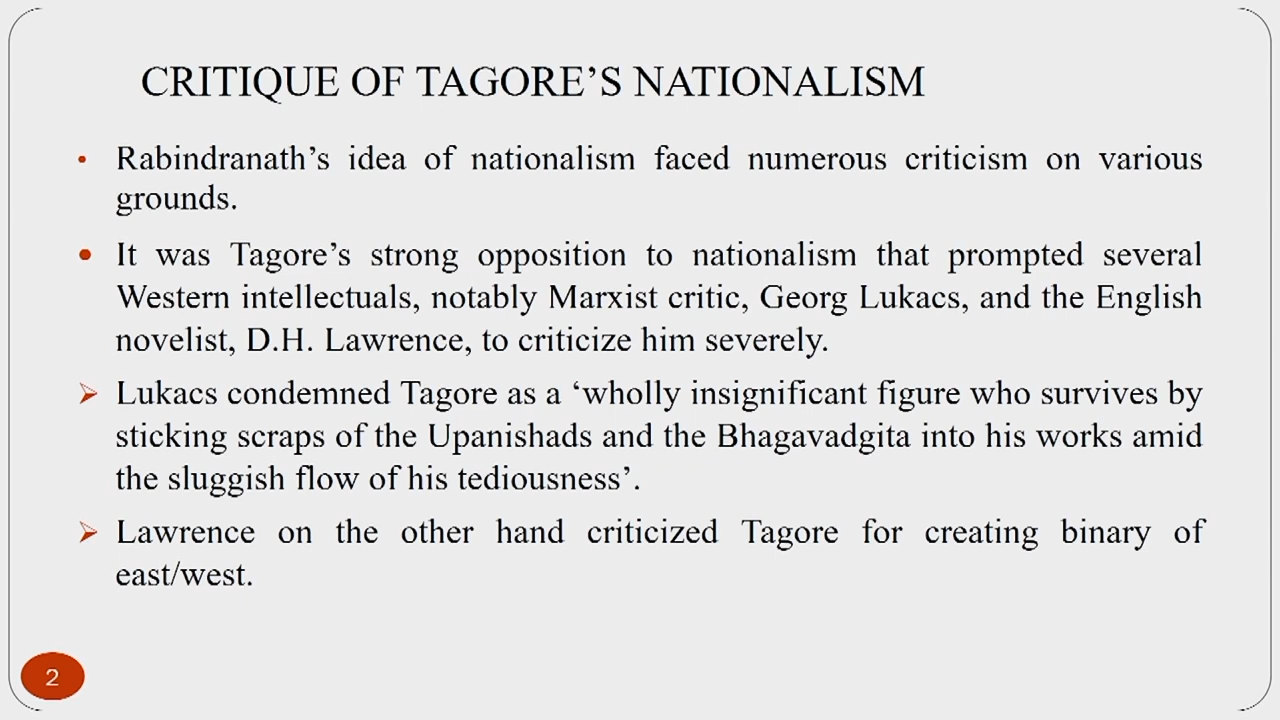 CRITIQUE OF TAGORE’S NATIONALISM
• Rabindranath’s idea of nationalism faced numerous criticism on various
grounds.
• It was Tagore’s strong opposition to nationalism that prompted several
Western intellectuals, notably Marxist critic, Georg Lukacs, and the English
novelist, D.H. Lawrence, to criticize him severely.
➢ Lukacs condemned Tagore as a ‘wholly insignificant figure who survives by
sticking scraps of the Upanishads and the Bhagavadgita into his works amid
the sluggish flow of his tediousness’.
➢ Lawrence on the other hand criticized Tagore for creating binary of
east/west.
2